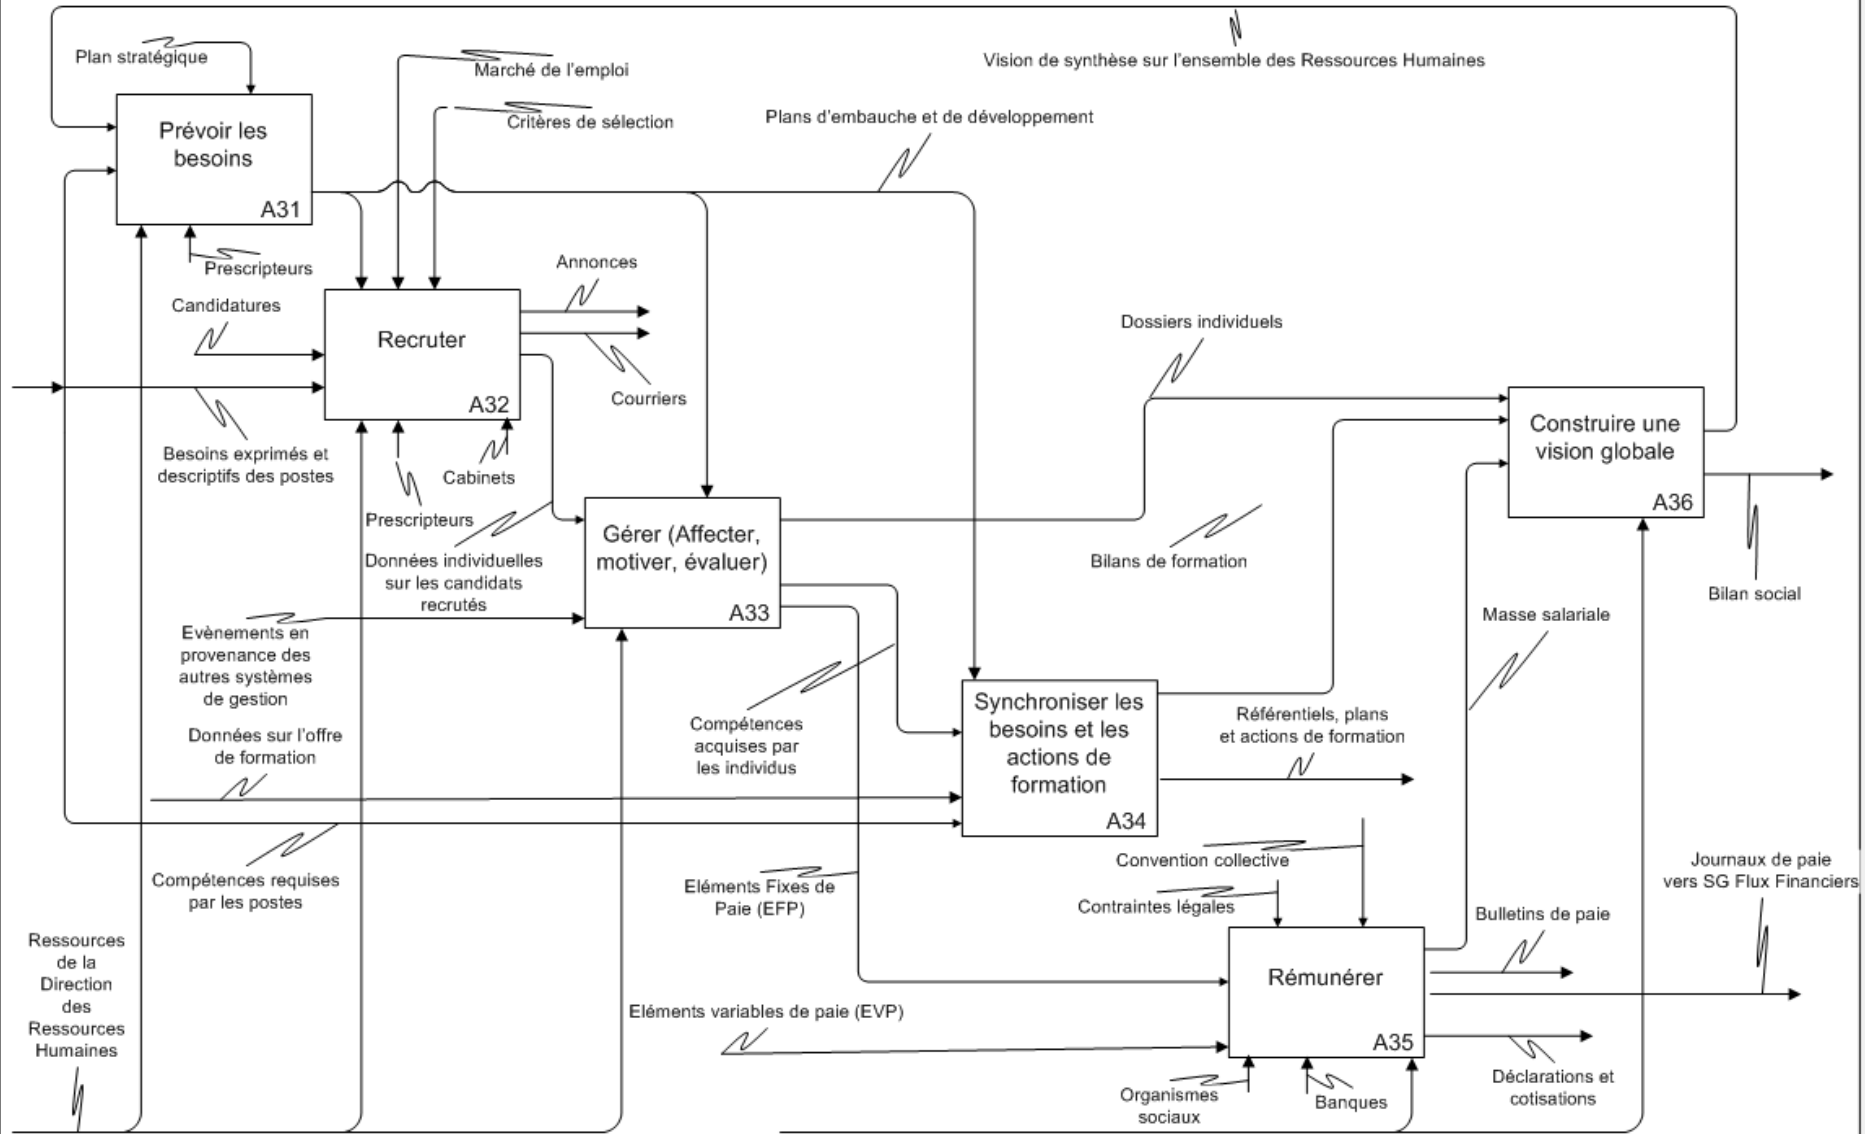 Plan stratégique
Marché de l'emploi
Vision de synthèse sur l'ensemble des Ressources Humaines
Critères de sélection
Plans d'embauche et de développement
Prévoir les
besoins
A31
Prescripteurs
Candidatures
Annonces
Recruter
A32
Courriers
Dossiers individuels
Besoins exprimés et
descriptifs des postes
Cabinets
Prescripteurs
Construire une
vision globale
A36
Données individuelles
sur les candidats
recrutés
Gérer (Affecter,
motiver, évaluer)
A33
Bilans de formation
Bilan social
Masse salariale
Evènements en
provenance des
autres systèmes
de gestion
Données sur l'offre
de formation
Compétences
acquises par
les individus
Synchroniser les
besoins et les
actions de
formation
A34
Référentiels, plans
et actions de formation
Compétences requises
par les postes
Eléments Fixes de
Paie (EFP)
Convention collective
Contraintes légales
Journaux de paie
vers SG Flux Financiers
Bulletins de paie
Ressources
de la
Direction
des
Ressources
Humaines
Eléments variables de paie (EVP)
Rémunérer
A35
Organismes
sociaux
Banques
Déclarations et
cotisations